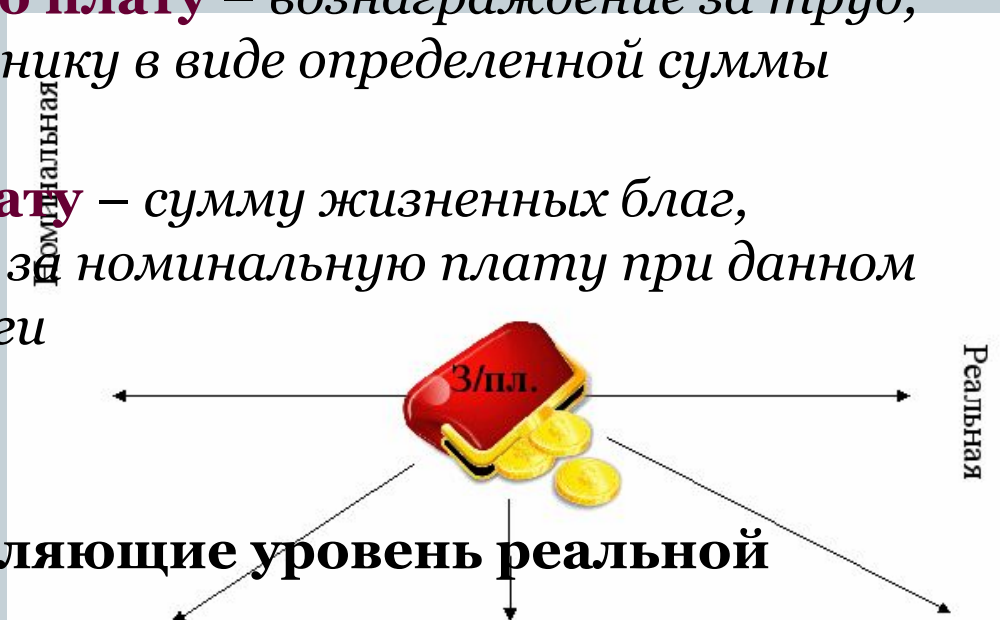 о плату – вознаграждение за труд,
нику в виде определенной суммы
Номинальная
ату – сумму жизненных благ,
за номинальную плату при данном
ги
З/пл.
Реальная
ляющие уровень реальной